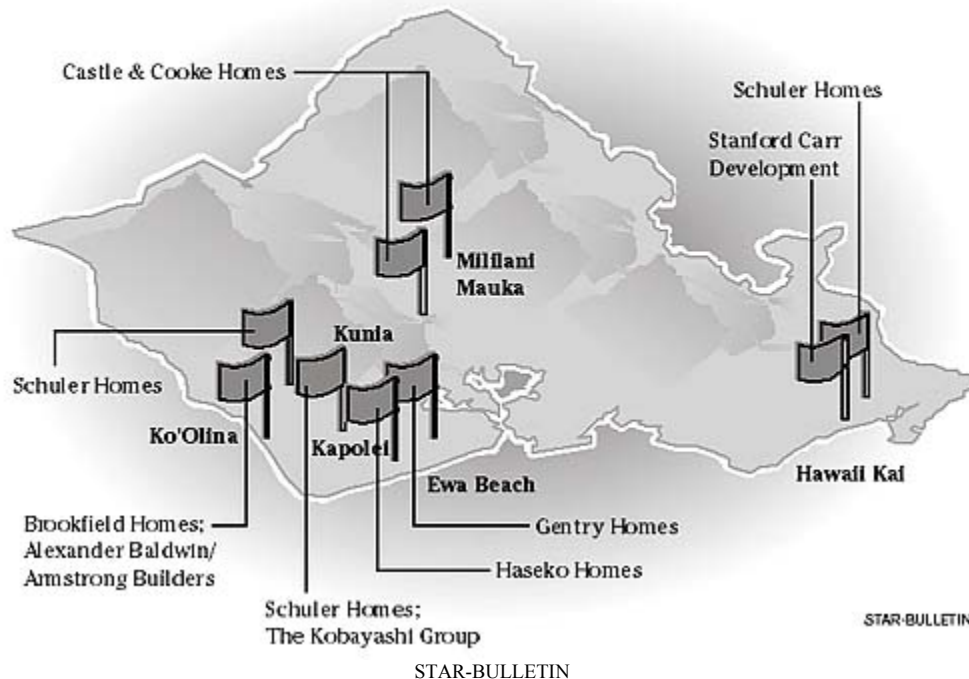 Castle & Cooke Homes
Schuler Homes
Stanford Carr
Development
Mililani
Mauka
Kunia
Schuler Homes
Ko'Olina
Kapolei
Ewa Beach
Hawaii Kai
Brookfield Homes;
Alexander Baldwin/
Armstrong Builders
Gentry Homes
Haseko Homes
Schuler Homes;
The Kobayashi Group
STAR-BULLETIN
STAR-BULLETIN